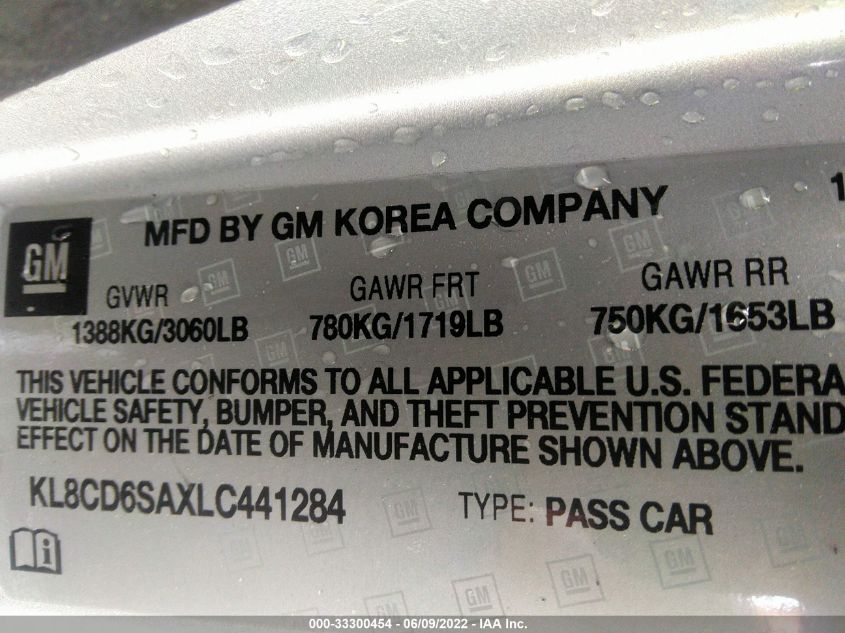 MFD BY GM KOREA COMPANY 1
GM
GVWR GAWR FRT GAWR RR
1388KG/3060LB 780KG/1719LB 750KG/1653LB
THIS VEHICLE CONFORMS TO ALL APPLICABLE U.S. FEDERA
VEHICLE SAFETY, BUMPER, AND THEFT PREVENTION STAND
EFFECT ON THE DATE OF MANUFACTURE SHOWN ABOVE.
KL8CD6SAXLC441284 TYPE: PASS CAR
000-33300454 - 06/09/2022 - IAA Inc.